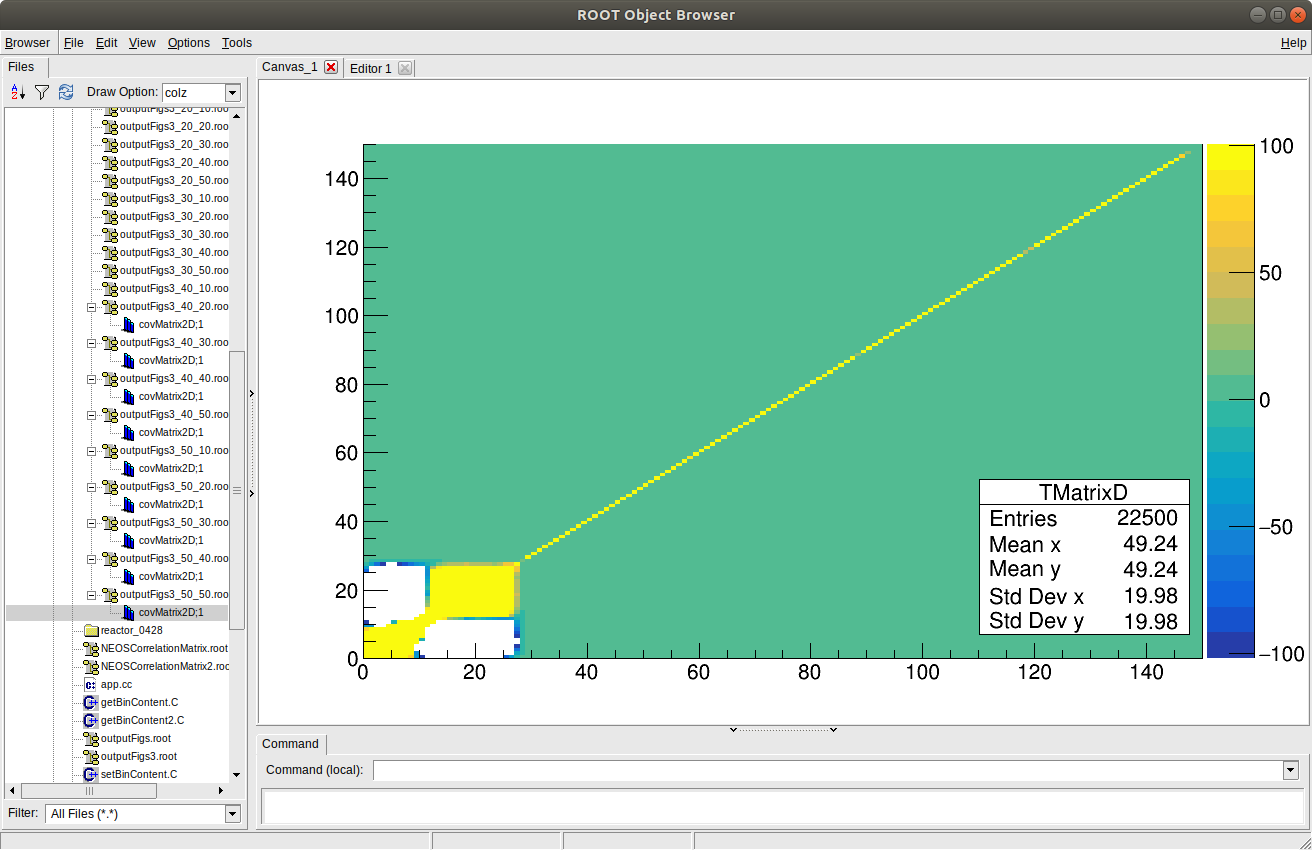 ROOT Object Browser
Browser File Edit View Options Tools Help
Files
Canvas_1 Editor 1
Draw Option: colz
outputFigs3_20_10.roo
outputFigs3_20_20.roo
outputFigs3_20_30.roo
outputFigs3_20_40.roo
outputFigs3_20_50.roo
outputFigs3_30_10.roo
outputFigs3_30_20.roo
outputFigs3_30_30.roo
outputFigs3_30_40.roo
outputFigs3_30_50.roo
outputFigs3_40_10.roo
outputFigs3_40_20.roo
covMatrix2D;1
outputFigs3_40_30.roo
covMatrix2D;1
outputFigs3_40_40.roo
covMatrix2D;1
outputFigs3_40_50.roo
covMatrix2D;1
outputFigs3_50_10.roo
covMatrix2D;1
outputFigs3_50_20.roo
covMatrix2D;1
outputFigs3_50_30.roo
covMatrix2D;1
outputFigs3_50_40.roo
covMatrix2D;1
outputFigs3_50_50.roo
covMatrix2D;1
reactor_0428
NEOSCorrelationMatrix.root
NEOSCorrelationMatrix2.roc
app.cc
getBinContent.C
getBinContent2.C
outputFigs.root
outputFigs3.root
setBinContent.C
Filter: All Files (*.*)
140
120
100
80
60
40
20
0
0 20 40 60 80 100 120 140
100
50
0
−50
−100
TMatrixD
Entries 22500
Mean x 49.24
Mean y 49.24
Std Dev x 19.98
Std Dev y 19.98
Command
Command (local):